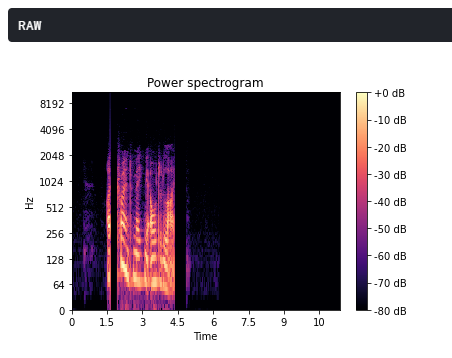 RAW
Power spectrogram
+0 dB
8192
-10 dB
4096
-20 dB
2048
-30 dB
1024
Hz
512
-40 dB
256
-50 dB
128
-60 dB
64
-70 dB
0
-80 dB
0 1.5 3 4.5 6 7.5 9 10
Time